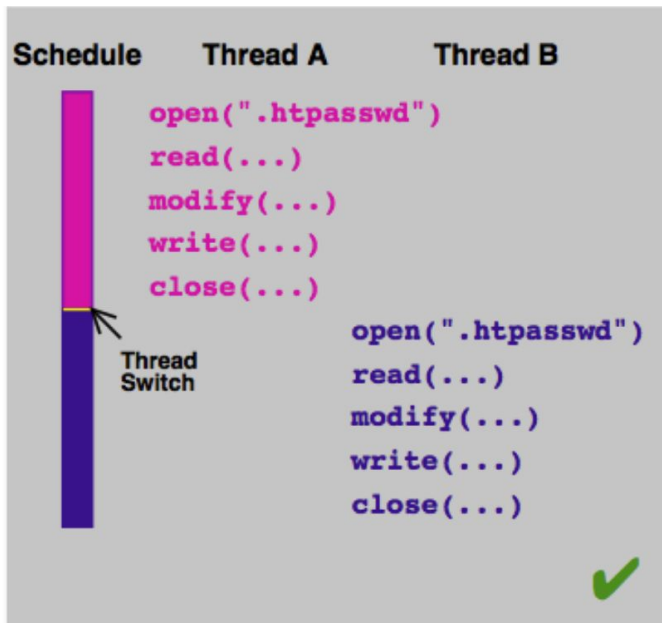 Schedule Thread A Thread B
open(".htpasswd")
read(...)
modify(...)
write(...)
close(...)
Thread
Switch
open(".htpasswd")
read(...)
modify(...)
write(...)
close(...)